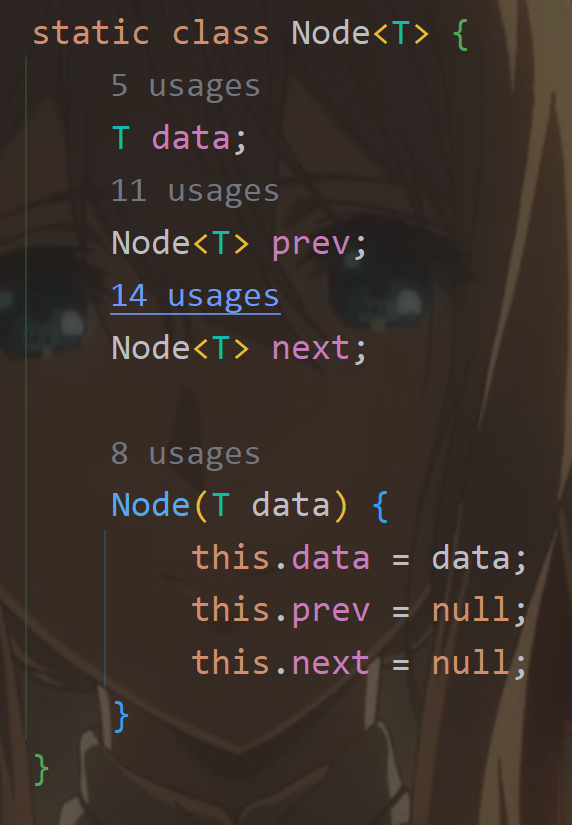 static class Node<T> {
5 usages
T data;
11 usages
Node<T> prev;
14 usages
Node<T> next;
8 usages
Node(T data) {
this.data = data;
this.prev = null;
this.next = null;
}
}